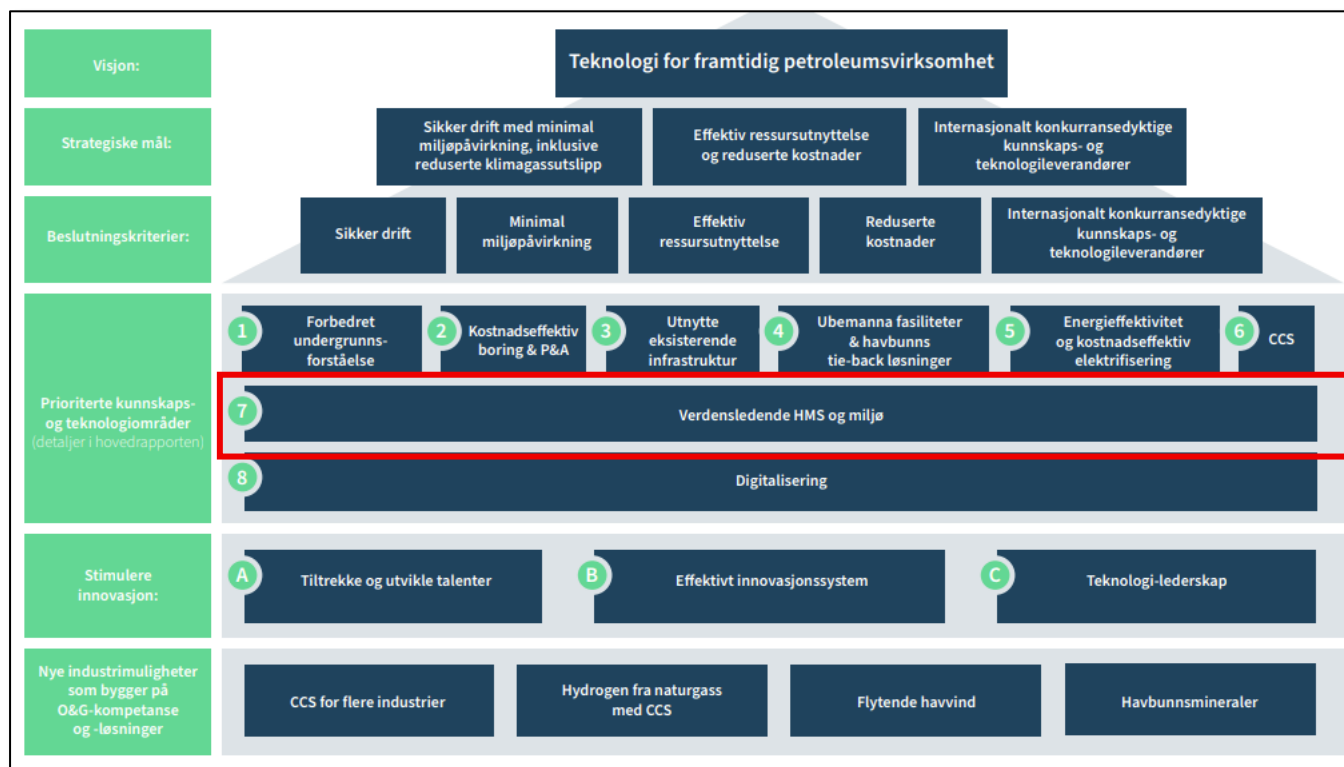 Visjon:
Teknologi for framtidig petroleumsvirksomhet
Strategiske mål:
Sikker drift med minimal
miljøpåvirkning, inklusive
reduserte klimagassutslipp
Effektiv ressursutnyttelse
og reduserte kostnader
Internasjonalt konkurransedyktige
kunnskaps- og
teknologileverandører
Beslutningskriterier:
Sikker drift
Minimal
miljøpåvirkning
Effektiv
ressursutnyttelse
Reduserte
kostnader
Internasjonalt konkurransedyktige
kunnskaps- og
teknologileverandører
Prioriterte kunnskaps-
og teknologiområder
(detaljer i hovedrapporten)
1
Forbedret
undergrunns-
forståelse
2
Kostnadseffektiv
boring & P&A
3
Utnytte
eksisterende
infrastruktur
4
Ubemanna fasiliteter
& havbunns
tie-back løsninger
5
Energieffektivitet
og kostnadseffektiv
elektrifisering
6
CCS
7
Verdensledende HMS og miljø
8
Digitalisering
Stimulere
innovasjon:
A
Tiltrekke og utvikle talenter
B
Effektivt innovasjonssystem
C
Teknologi-lederskap
Nye industrimuligheter
som bygger på
O&G-kompetanse
og -løsninger
CCS for flere industrier
Hydrogen fra naturgass
med CCS
Flytende havvind
Havbunnsmineraler